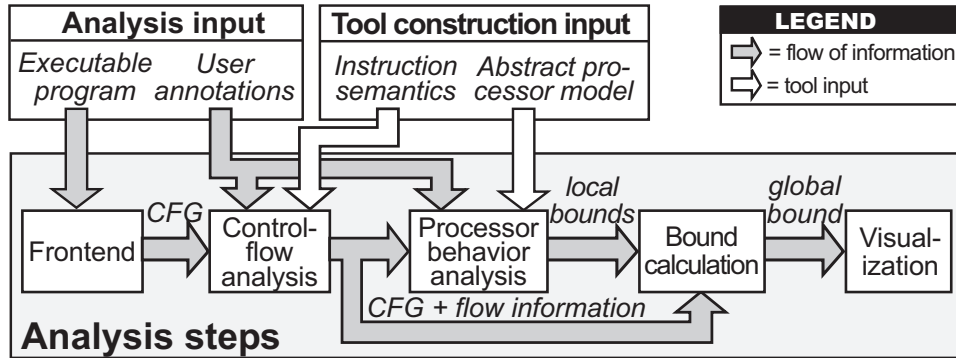 Analysis input
Executable
program
User
annotations
Tool construction input
Instruction
semantics
Abstract pro-
cessor model
LEGEND
= flow of information
= tool input
CFG
local
bounds
global
bound
Frontend
Control-
flow
analysis
Processor
behavior
analysis
Bound
calculation
Visual-
ization
CFG + flow information
Analysis steps